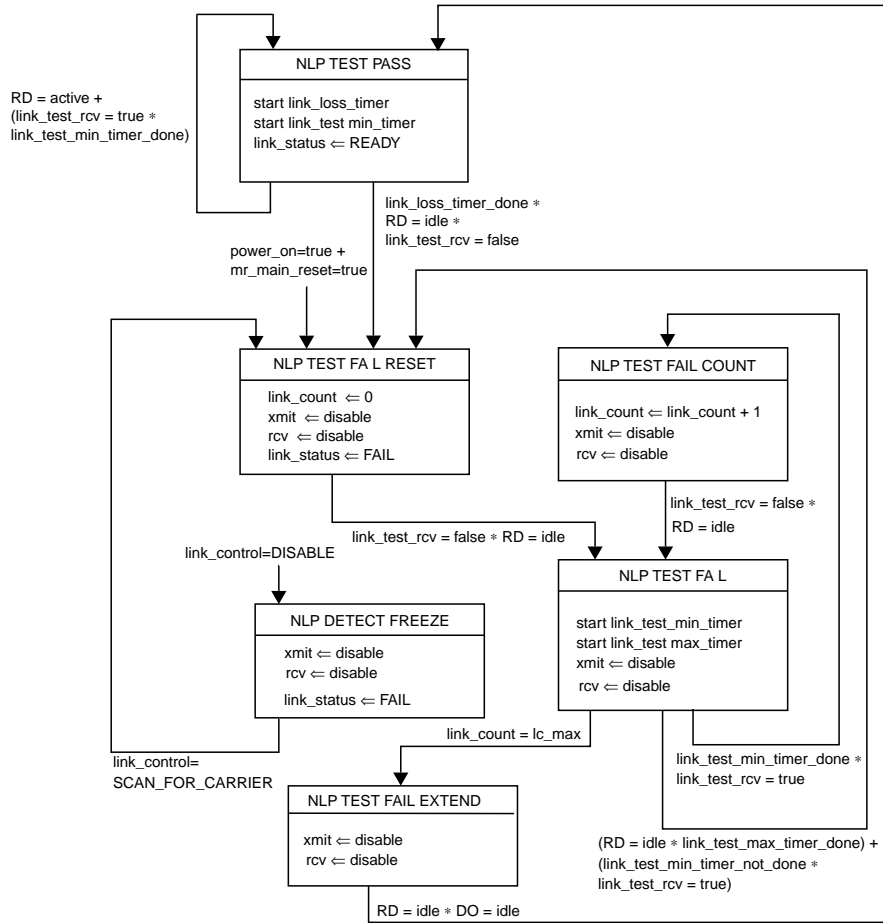 NLP TEST PASS
start link_loss_timer
start link_test min_timer
link_status ⇐ READY
RD = active +
(link_test_rcv = true *
link_test_min_timer_done)
link_loss_timer_done *
RD = idle *
link_test_rcv = false
power_on=true +
mr_main_reset=true
NLP TEST FA L RESET
link_count ⇐ 0
xmit ⇐ disable
rcv ⇐ disable
link_status ⇐ FAIL
NLP TEST FAIL COUNT
link_count ⇐ link_count + 1
xmit ⇐ disable
rcv ⇐ disable
link_test_rcv = false *
RD = idle
link_test_rcv = false * RD = idle
link_control=DISABLE
NLP TEST FA L
start link_test_min_timer
start link_test max_timer
xmit ⇐ disable
rcv ⇐ disable
NLP DETECT FREEZE
xmit ⇐ disable
rcv ⇐ disable
link_status ⇐ FAIL
link_count = lc_max
link_control=
SCAN_FOR_CARRIER
link_test_min_timer_done *
link_test_rcv = true
NLP TEST FAIL EXTEND
xmit ⇐ disable
rcv ⇐ disable
(RD = idle * link_test_max_timer_done) +
(link_test_min_timer_not_done *
link_test_rcv = true)
RD = idle * DO = idle